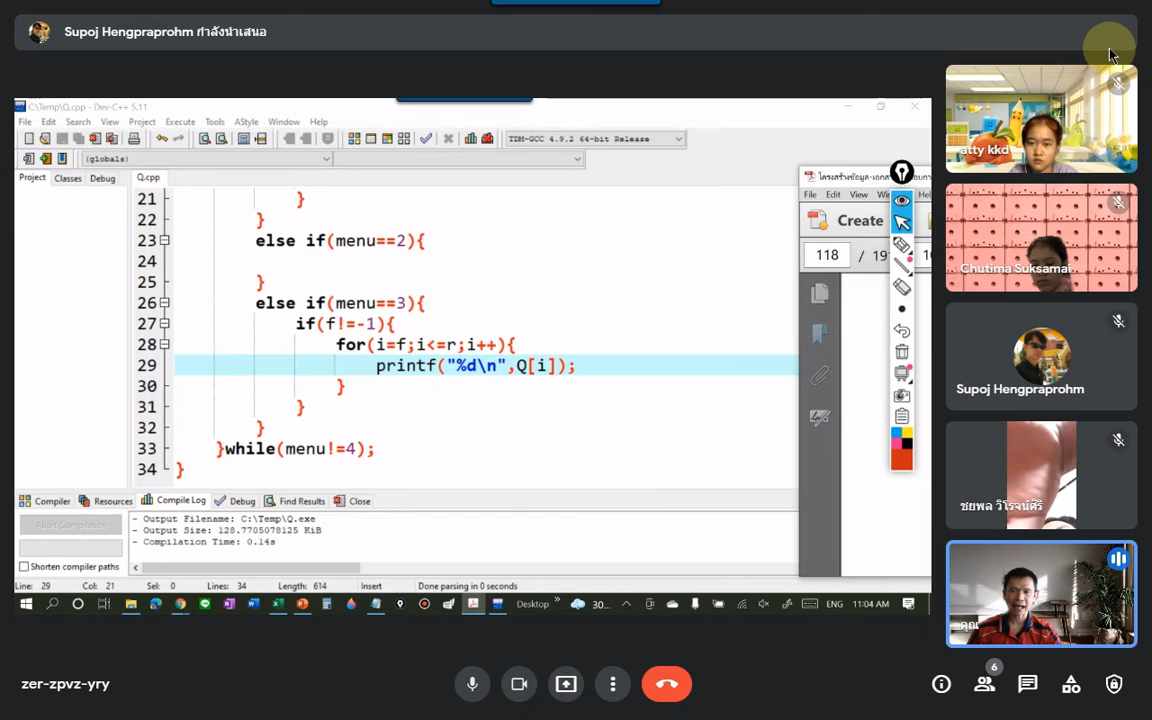 Supoj Hengpraprohm กำลังนำเสนอ
C:\Temp\Q.cpp - Dev-C++ 5.11
File Edit Search View Project Execute Tools AStyle Window Help
TDM-GCC 4.9.2 64-bit Release
(globals)
Project Classes Debug Q.cpp
21 }
22 }
23 else if(menu==2){
24
25 }
26 else if(menu==3){
27 if(f!=-1){
28 for(i=f;i<=r;i++){
29 printf("%d\n",Q[i]);
30 }
31 }
32 }
33 }while(menu!=4);
34 }
Compiler Resources Compile Log Debug Find Results Close
Abort Compilation
Shorten compiler paths
- Output Filename: C:\Temp\Q.exe
- Output Size: 128.7705078125 KiB
- Compilation Time: 0.14s
Line: 29 Col: 21 Sel: 0 Lines: 34 Length: 614 Insert Done parsing in 0 seconds
File Edit View
Create
118 / 19
Desktop 30... ENG 11:04 AM
atty kkd
Chutima Suksamai
Supoj Hengpraprohm
ชยพล วิโรจน์ศิริ
คุณ
zer-zpvz-yry
6